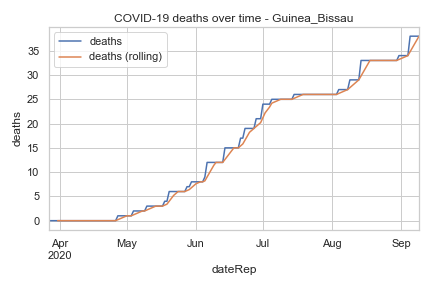 COVID-19 deaths over time - Guinea_Bissau
deaths
deaths (rolling)
35
30
25
20
15
10
5
0
deaths
Apr
2020
May
Jun
Jul
Aug
Sep
dateRep